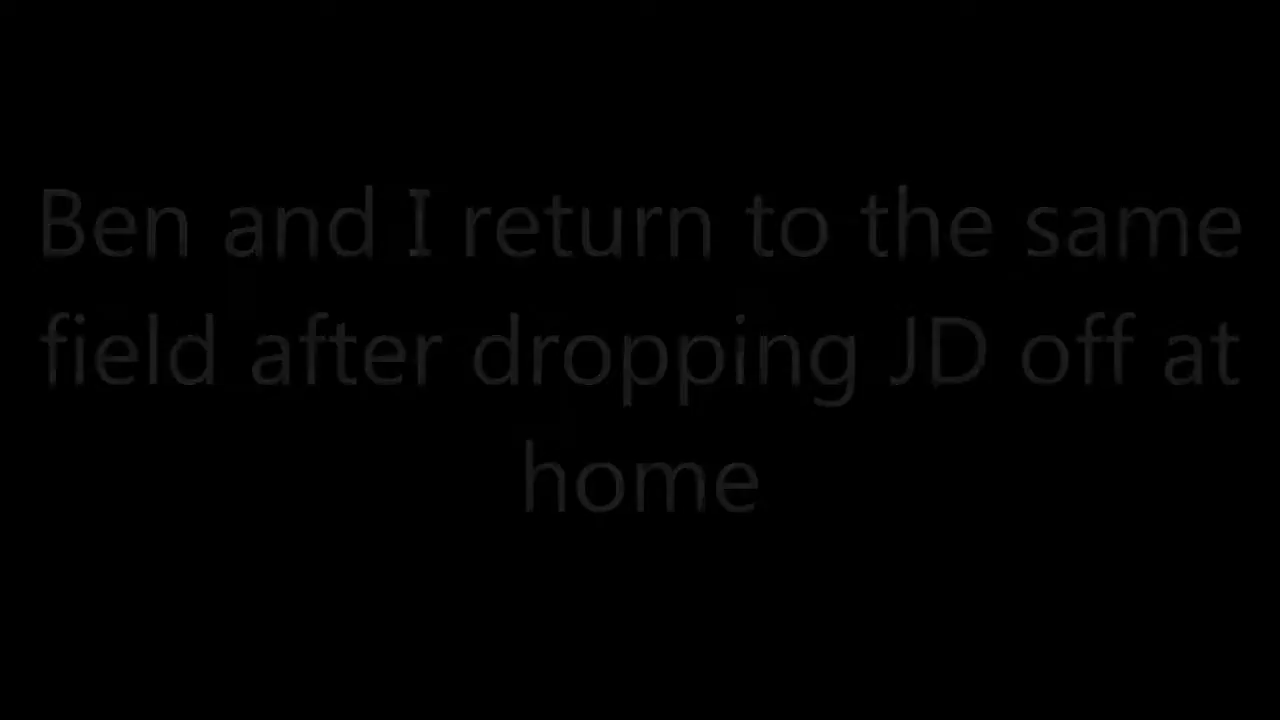 Ben and I return to the same
field after dropping JD off at
home